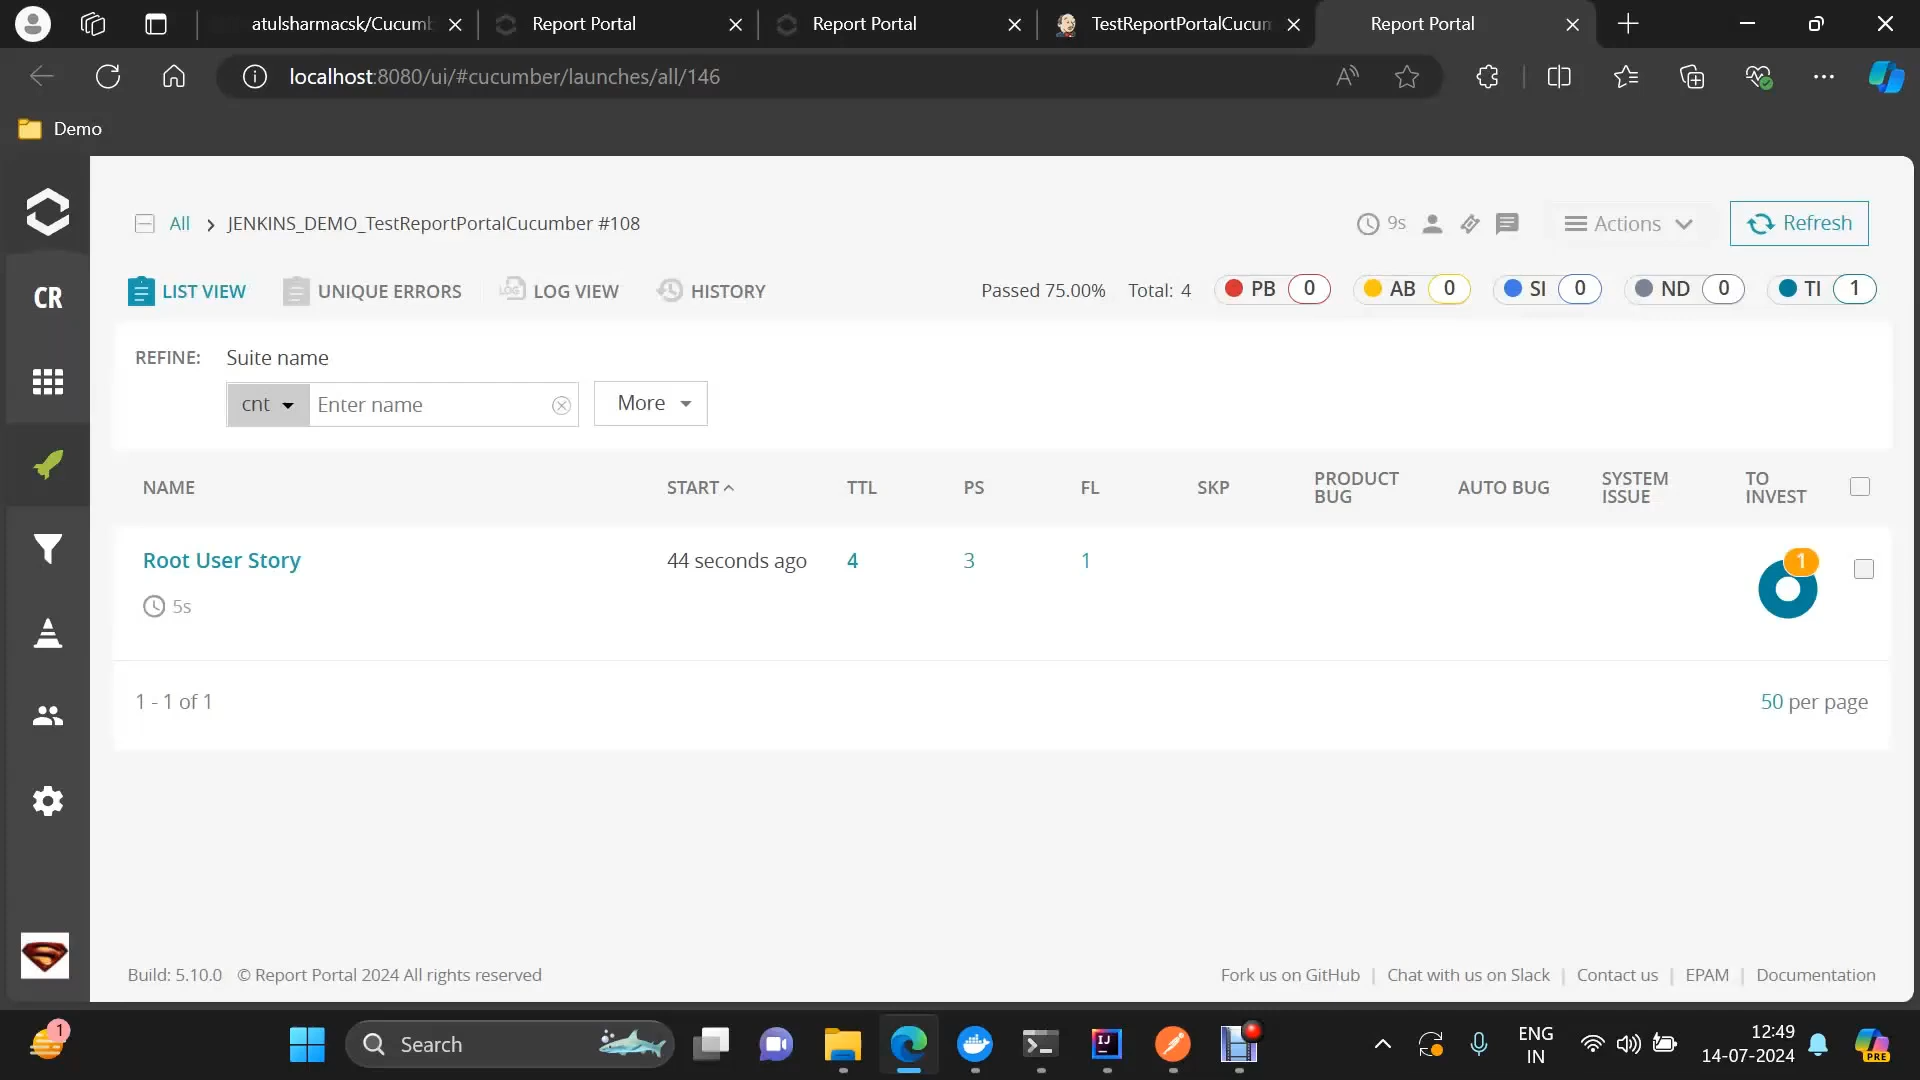 atulsharmacsk/Cucumb
Report Portal
Report Portal
TestReportPortalCucum
Report Portal
localhost:8080/ui/#cucumber/launches/all/146
Demo
All > JENKINS_DEMO_TestReportPortalCucumber #108
9s
Actions
Refresh
CR
LIST VIEW
UNIQUE ERRORS
LOG VIEW
HISTORY
Passed 75.00%
Total: 4
PB 0
AB 0
SI 0
ND 0
TI 1
REFINE:
Suite name
cnt
Enter name
More
NAME
START
TTL
PS
FL
SKP
PRODUCT
BUG
AUTO BUG
SYSTEM
ISSUE
TO
INVEST
Root User Story
44 seconds ago
4
3
1
1
5s
1 - 1 of 1
50 per page
Build: 5.10.0
© Report Portal 2024 All rights reserved
Fork us on GitHub | Chat with us on Slack | Contact us | EPAM | Documentation
1
Search
IJ
ENG
IN
12:49
14-07-2024
PRE